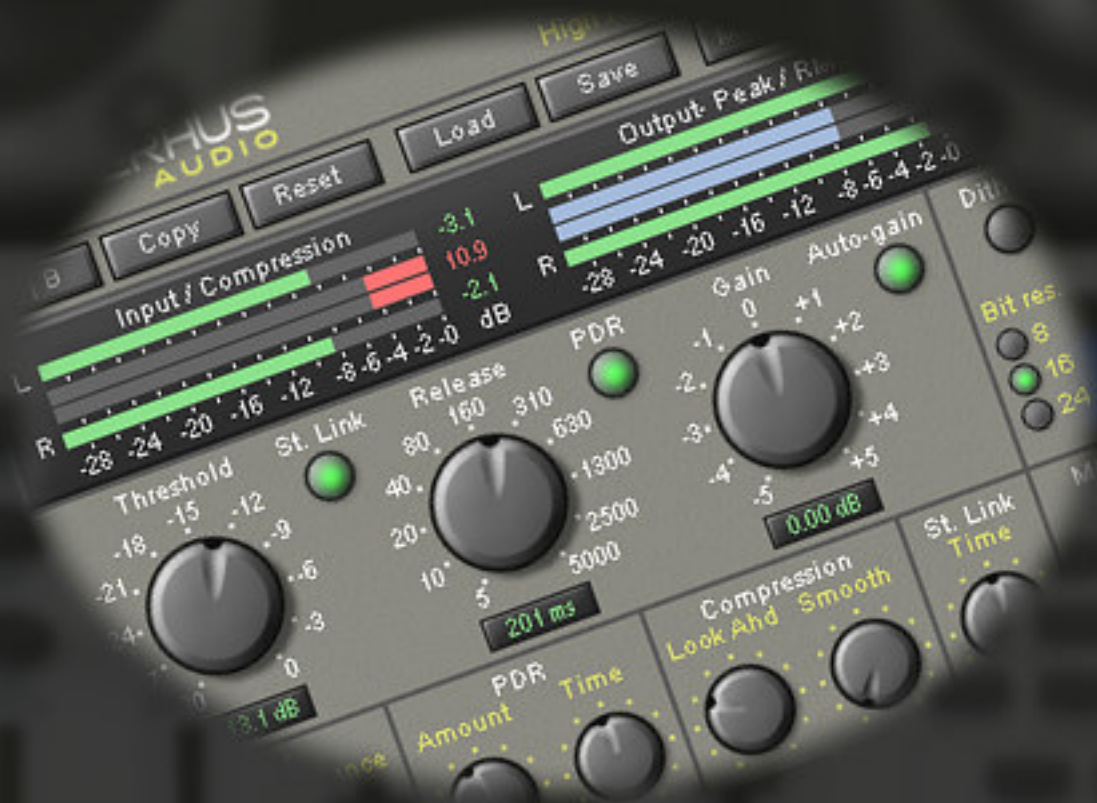 AUDIO
B
Copy
Reset
Load
Save
Input / Compression
L
R
-28 -24 -20 -16 -12 -8 -6 -4 -2 -0 dB
-3.1
10.9
-2.1
Output- Peak /
L
R
-28 -24 -20 -16 -12 -8 -6 -4 -2 -0
Threshold
-21 -18 -15 -12 -9 -6 -3 0
St. Link
Release
5 10 20 40 80 160 310 630 1300 2500 5000
201 ms
PDR
Gain
-5 -4 -3 -2 -1 0 +1 +2 +3 +4 +5
0.00 dB
Auto-gain
Bit res.
8
16
24
PDR
Amount
Time
Compression
Look Ahd
Smooth
St. Link
Time